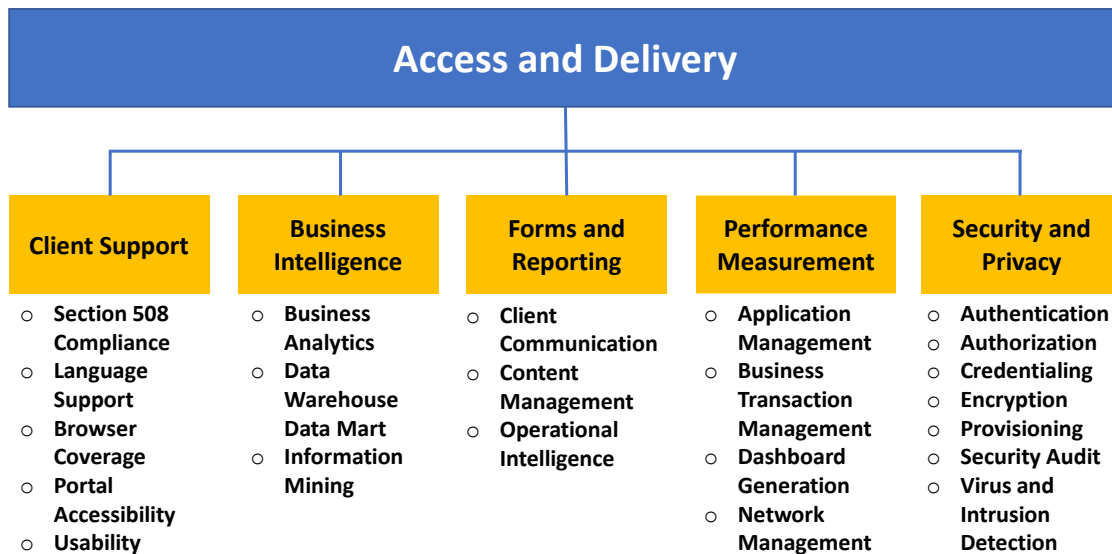 Access and Delivery
Client Support
○ Section 508
Compliance
○ Language
Support
○ Browser
Coverage
○ Portal
Accessibility
○ Usability
Business
Intelligence
○ Business
Analytics
○ Data
Warehouse
Data Mart
○ Information
Mining
Forms and
Reporting
○ Client
Communication
○ Content
Management
○ Operational
Intelligence
Performance
Measurement
○ Application
Management
○ Business
Transaction
Management
○ Dashboard
Generation
○ Network
Management
Security and
Privacy
○ Authentication
○ Authorization
○ Credentialing
○ Encryption
○ Provisioning
○ Security Audit
○ Virus and
Intrusion
Detection